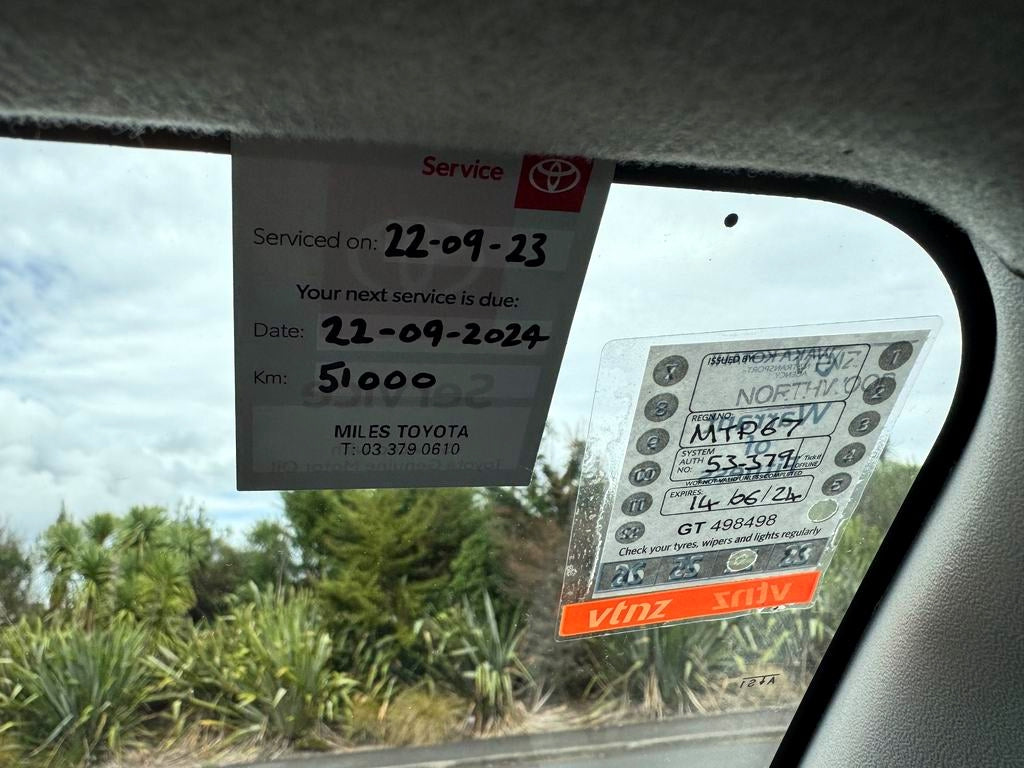 Service
Serviced on: 22-09-23
Your next service is due:
Date: 22-09-2024
Km: 51000
MILES TOYOTA
T: 03 379 0610
ISSUED BY
REGN.NO.
MTP67
SYSTEM
AUTH
NO:
53-379
EXPIRES:
14/06/24
GT 498498
Check your tyres, wipers and lights regularly
vtnz